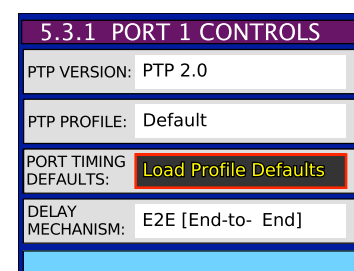 5.3.1 PORT 1 CONTROLS
PTP VERSION: PTP 2.0
PTP PROFILE: Default
PORT TIMING
DEFAULTS: Load Profile Defaults
DELAY
MECHANISM: E2E [End-to- End]